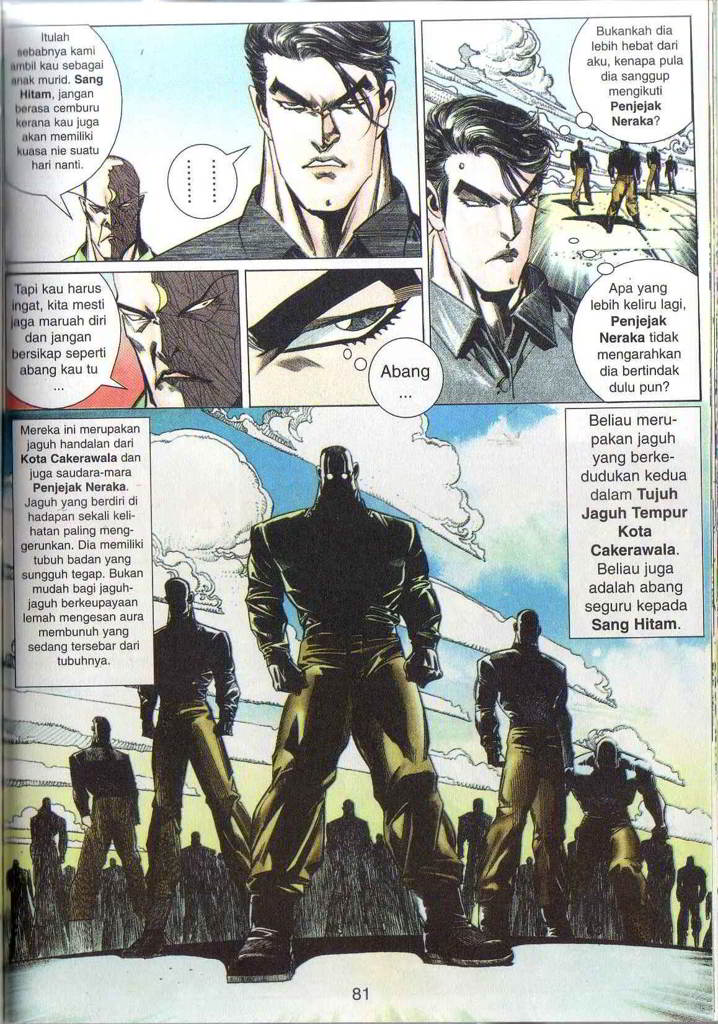 Itulah
sebabnya kami
ambil kau sebagai
anak murid. Sang
Hitam, jangan
berasa cemburu
kerana kau juga
akan memiliki
kuasa nie suatu
hari nanti.
Bukankah dia
lebih hebat dari
aku, kenapa pula
dia sanggup
mengikuti
Penjejak
Neraka?
Apa yang
lebih keliru lagi,
Penjejak
Neraka tidak
mengarahkan
dia bertindak
dulu pun?
Tapi kau harus
ingat, kita mesti
jaga maruah diri
dan jangan
bersikap seperti
abang kau tu
...
Abang
...
Mereka ini merupakan
jaguh handalan dari
Kota Cakerawala dan
juga saudara-mara
Penjejak Neraka.
Jaguh yang berdiri di
hadapan sekali keli-
hatan paling meng-
gerunkan. Dia memiliki
tubuh badan yang
sungguh tegap. Bukan
mudah bagi jaguh-
jaguh berkeupayaan
lemah mengesan aura
membunuh yang
sedang tersebar dari
tubuhnya.
Beliau meru-
pakan jaguh
yang berke-
dudukan kedua
dalam Tujuh
Jaguh Tempur
Kota
Cakerawala.
Beliau juga
adalah abang
seguru kepada
Sang Hitam.
81